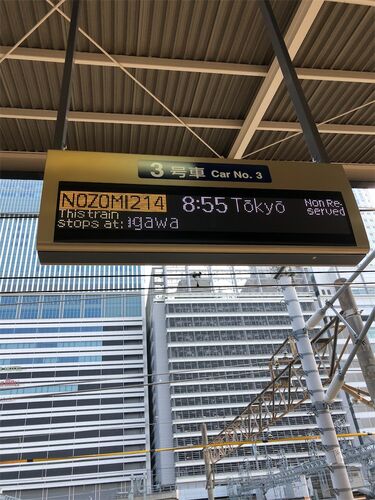 3号車 Car No. 3
NOZOMI214 8:55 Tōkyō Non Re.
served
This train
stops at: gawa